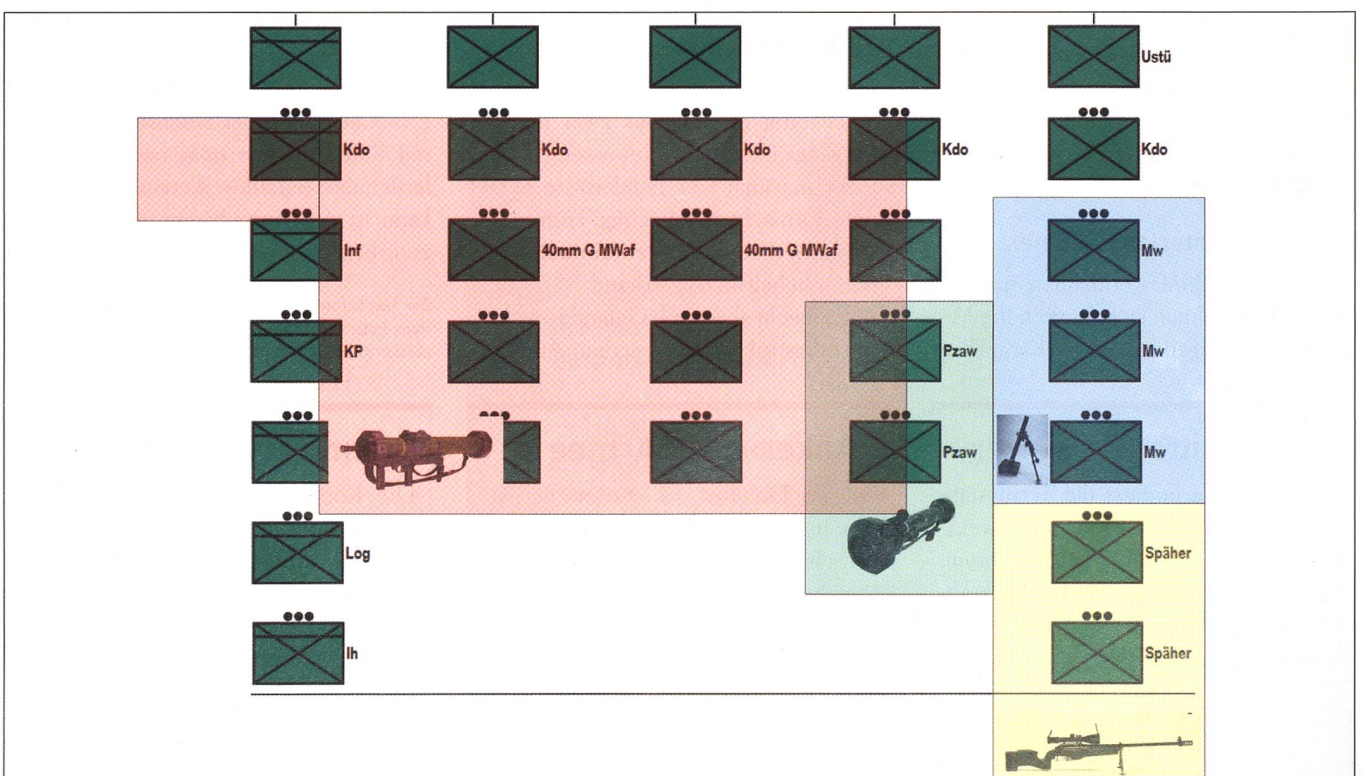 Ustü
Kdo
Kdo
Kdo
Kdo
Kdo
Inf
40mm G MWaf
40mm G MWaf
Mw
KP
Pzaw
Mw
Pzaw
Mw
Log
Späher
Ih
Späher